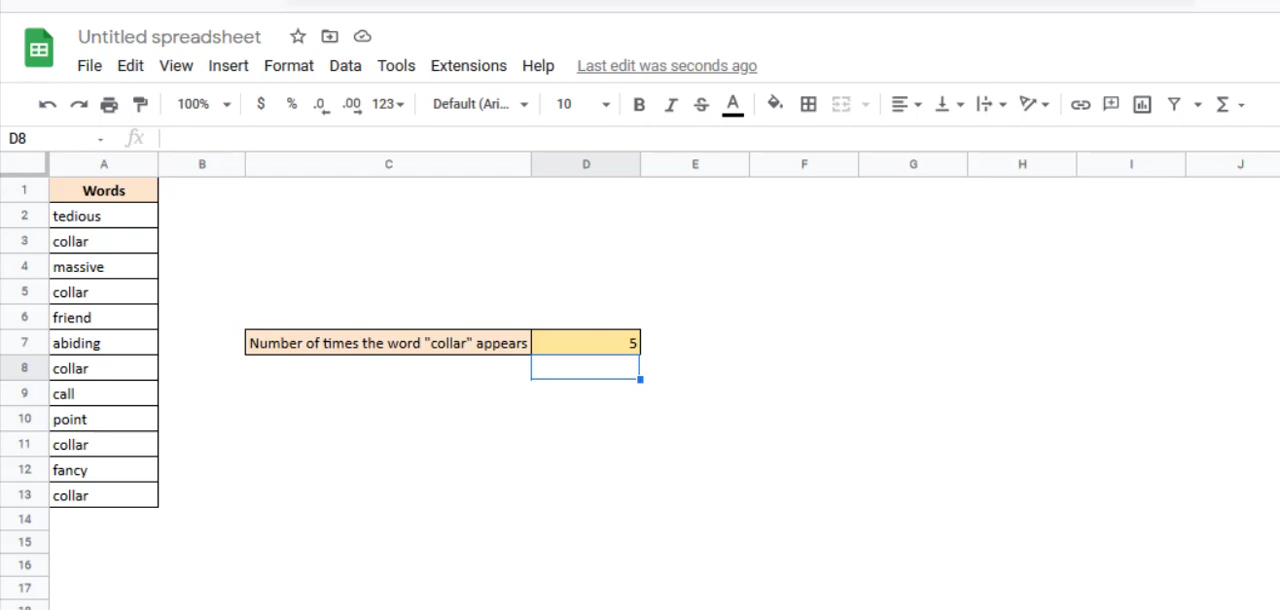 Untitled spreadsheet
File Edit View Insert Format Data Tools Extensions Help Last edit was seconds ago
100% $ % .0 .00 123 Default (Ari... 10 B I S A Σ
D8 fx
A B C D E F G H I J
1 Words
2 tedious
3 collar
4 massive
5 collar
6 friend
7 abiding Number of times the word "collar" appears 5
8 collar
9 call
10 point
11 collar
12 fancy
13 collar
14
15
16
17
18